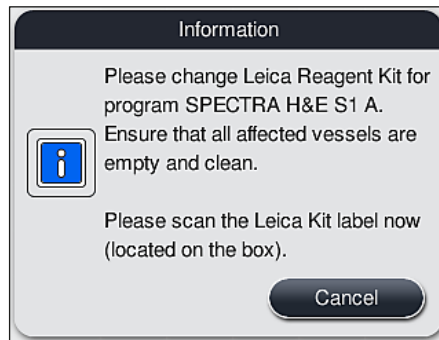 Information
Please change Leica Reagent Kit for
program SPECTRA H&E S1 A.
Ensure that all affected vessels are
empty and clean.
Please scan the Leica Kit label now
(located on the box).
Cancel